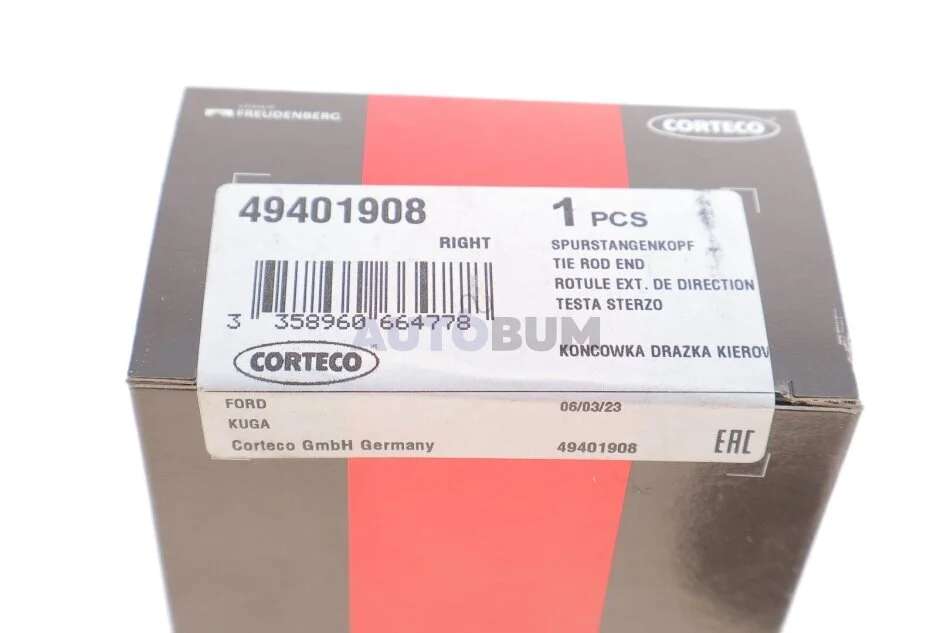 FREUDENBERG
CORTECO
49401908
1 PCS
RIGHT
SPURSTANGENKOPF
TIE ROD END
ROTULE EXT. DE DIRECTION
TESTA STERZO
3 358960 664778
AUTOBUM
KONCOWKA DRAZKA KIEROW
CORTECO
FORD
06/03/23
KUGA
Corteco GmbH Germany
49401908
EAC